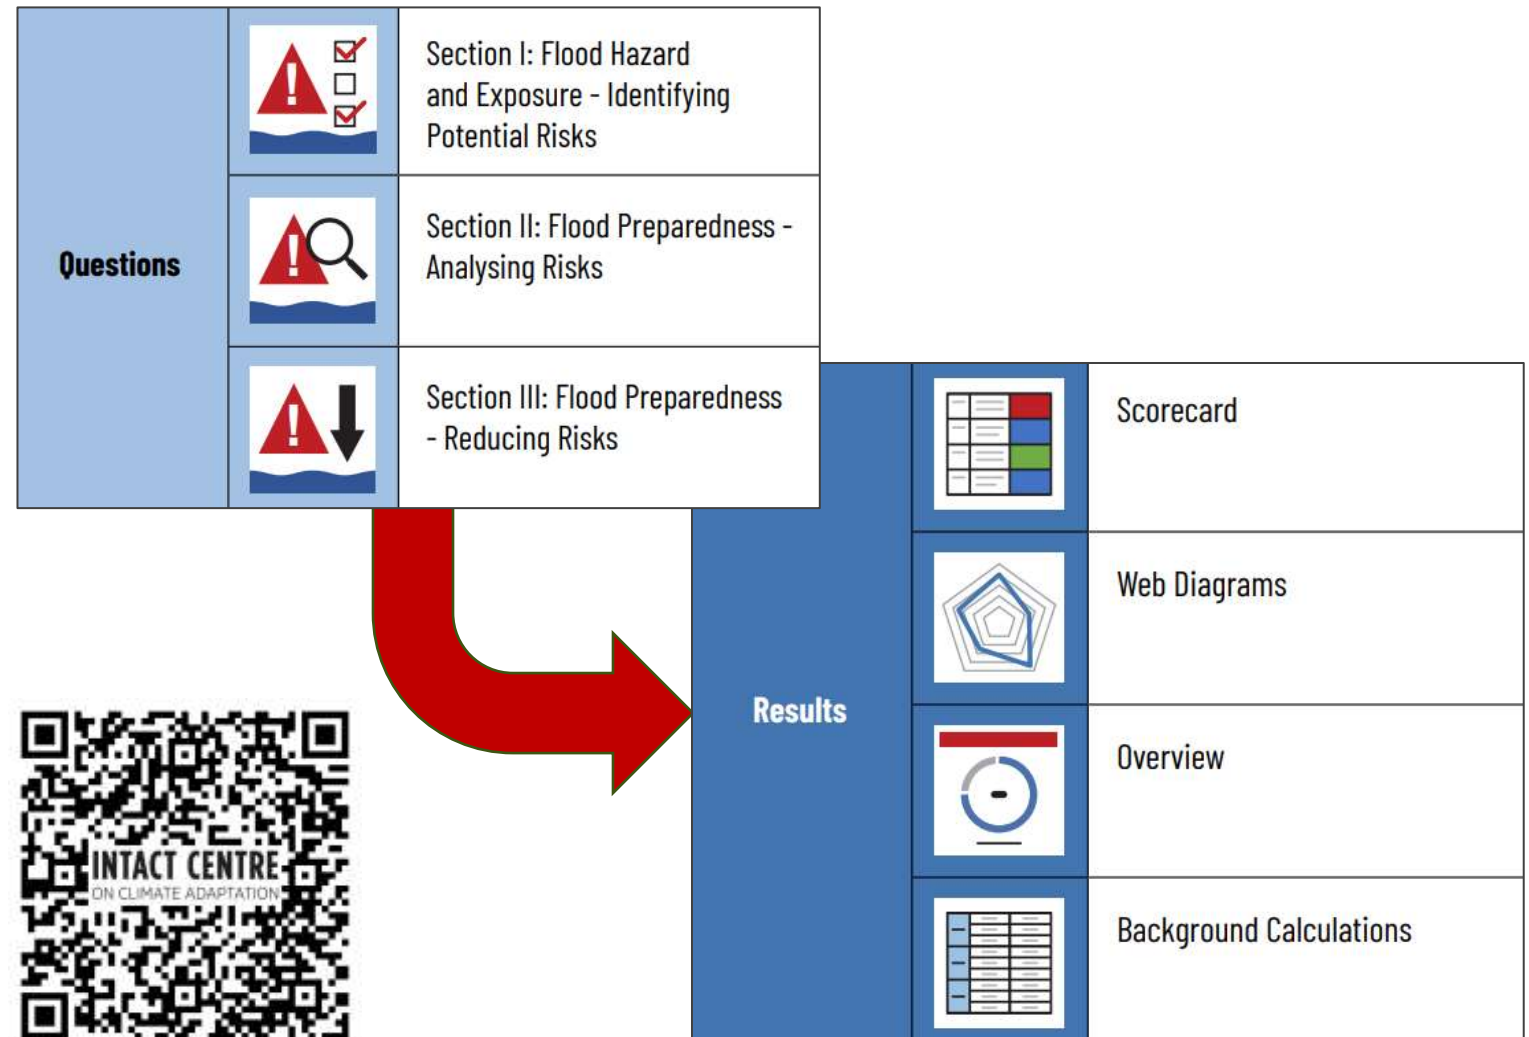 Questions
Section I: Flood Hazard
and Exposure - Identifying
Potential Risks
Section II: Flood Preparedness -
Analysing Risks
Section III: Flood Preparedness
- Reducing Risks
Results
Scorecard
Web Diagrams
Overview
Background Calculations
INTACT CENTRE
ON CLIMATE ADAPTATION